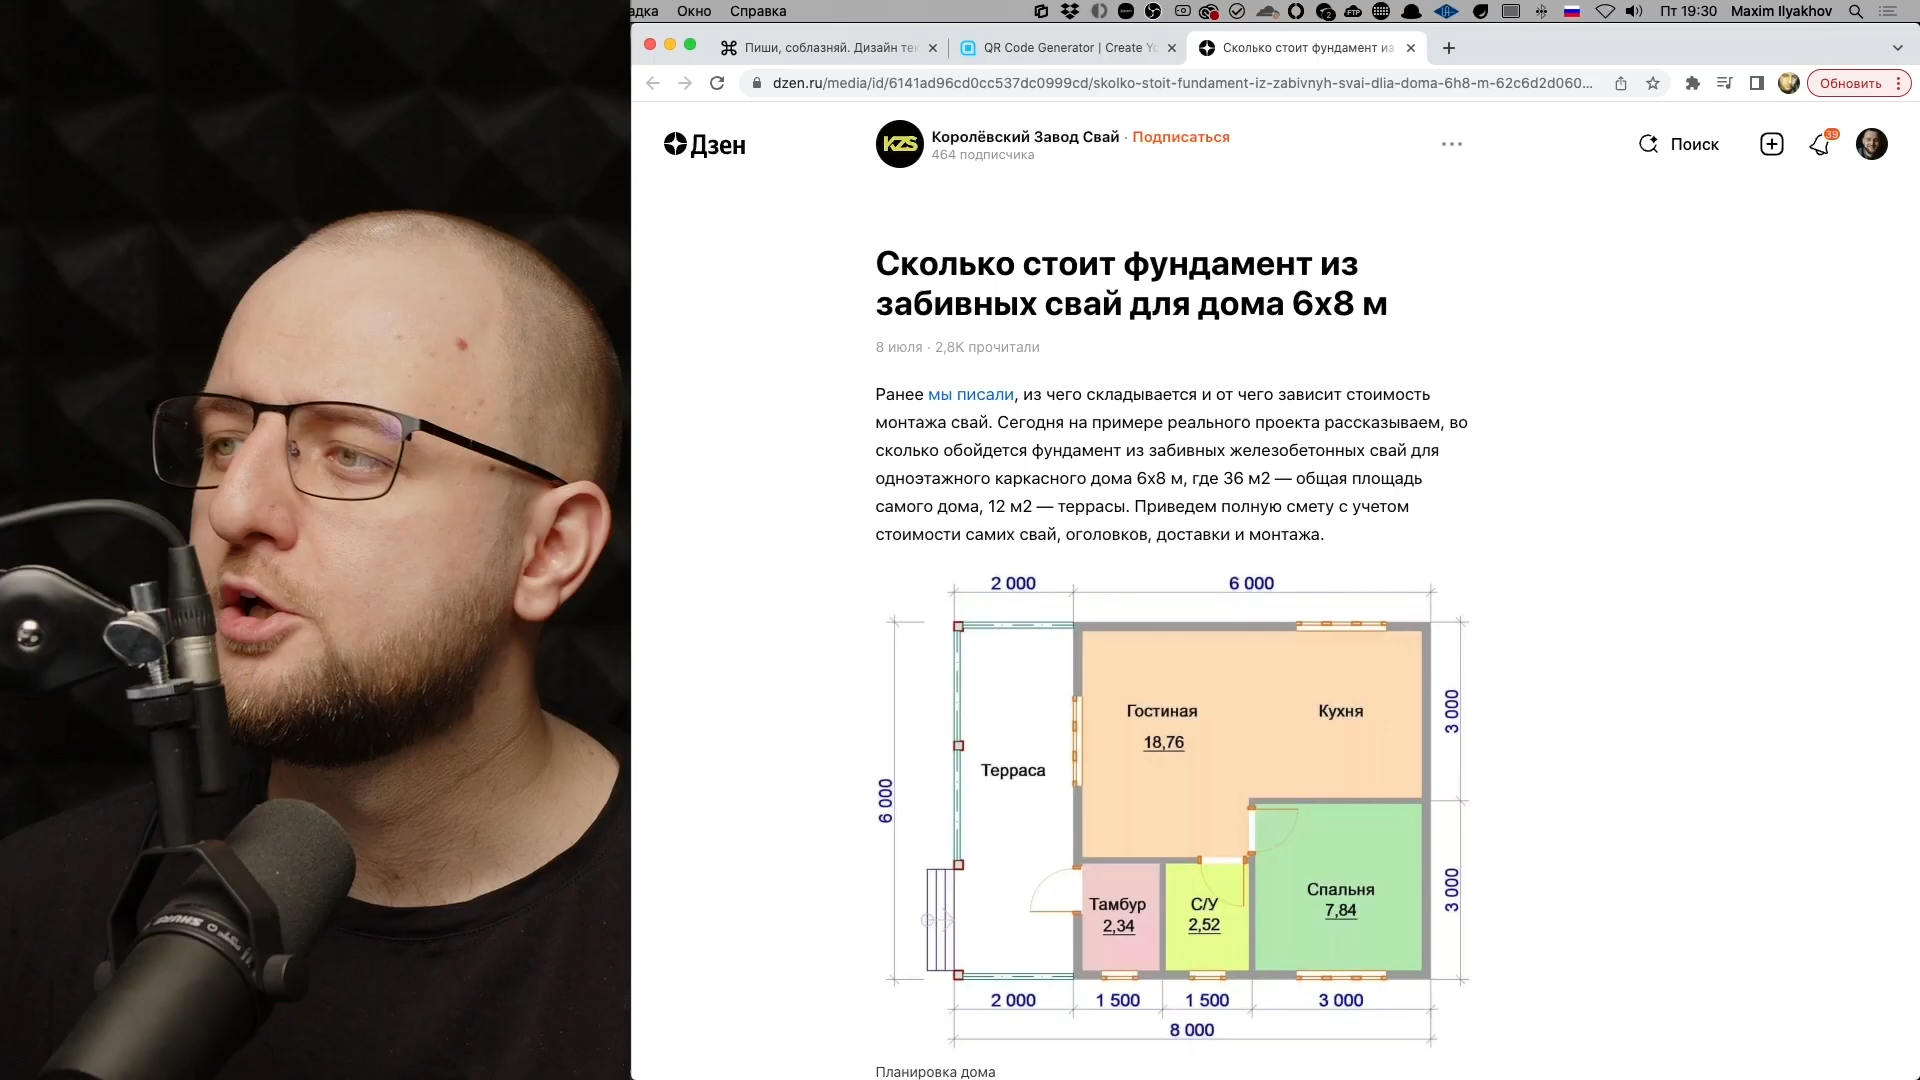 адка Окно Справка
Пт 19:30 Maxim Ilyakhov
Пиши, соблазняй. Дизайн тек
QR Code Generator | Create Yo
Сколько стоит фундамент из
dzen.ru/media/id/6141ad96cd0cc537dc0999cd/skolko-stoit-fundament-iz-zabivnyh-svai-dlia-doma-6h8-m-62c6d2d060...
Обновить
Дзен
KZS
Королёвский Завод Свай · Подписаться
464 подписчика
Поиск
39
Сколько стоит фундамент из
забивных свай для дома 6х8 м
8 июля · 2,8K прочитали
Ранее мы писали, из чего складывается и от чего зависит стоимость
монтажа свай. Сегодня на примере реального проекта рассказываем, во
сколько обойдется фундамент из забивных железобетонных свай для
одноэтажного каркасного дома 6х8 м, где 36 м2 — общая площадь
самого дома, 12 м2 — террасы. Приведем полную смету с учетом
стоимости самих свай, оголовков, доставки и монтажа.
2 000 6 000
Гостиная
18,76
Кухня
3 000
Терраса
6 000
Тамбур
2,34
С/У
2,52
Спальня
7,84
3 000
2 000 1 500 1 500 3 000
8 000
Планировка дома
SHURE